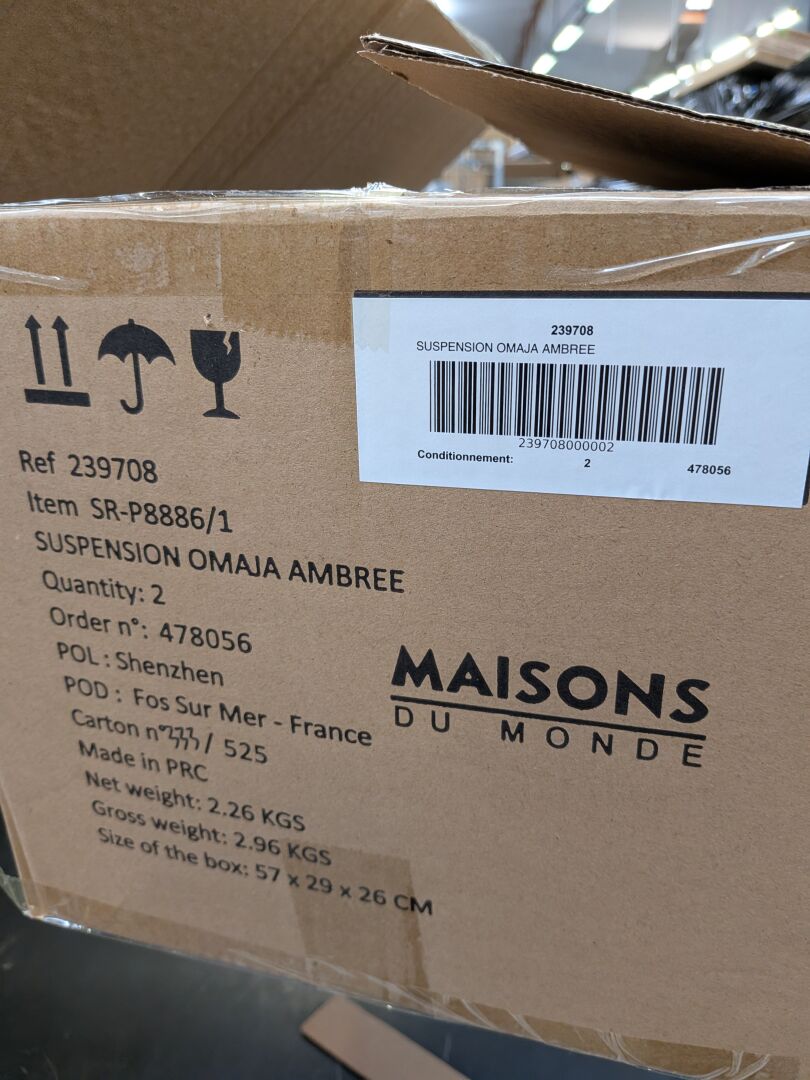 239708
SUSPENSION OMAJA AMBREE
239708000002
Conditionnement: 2 478056
Ref 239708
Item SR-P8886/1
SUSPENSION OMAJA AMBREE
Quantity: 2
Order n°: 478056
POL : Shenzhen
POD : Fos Sur Mer - France
Carton n° / 525
Made in PRC
Net weight: 2.26 KGS
Gross weight: 2.96 KGS
Size of the box: 57 x 29 x 26 CM
MAISONS
DU MONDE